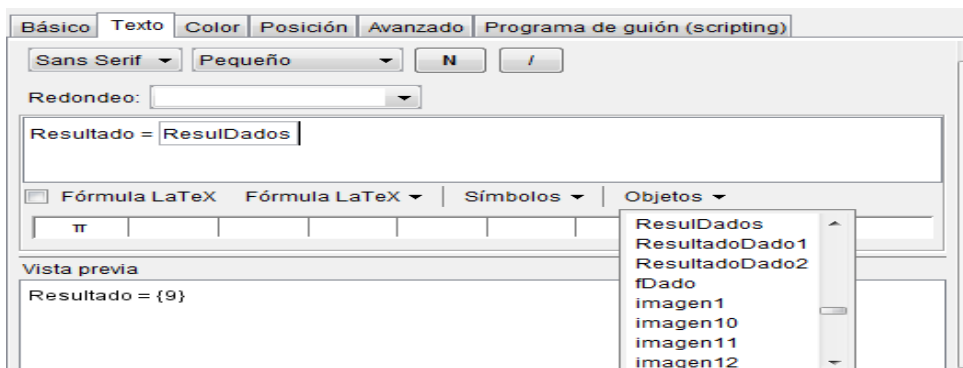 Básico Texto Color Posición Avanzado Programa de guión (scripting)
Sans Serif Pequeño N I
Redondeo:
Resultado = ResulDados
Fórmula LaTeX Fórmula LaTeX Símbolos Objetos
π
ResulDados
ResultadoDado1
ResultadoDado2
fDado
imagen1
imagen10
imagen11
imagen12
Vista previa
Resultado = {9}